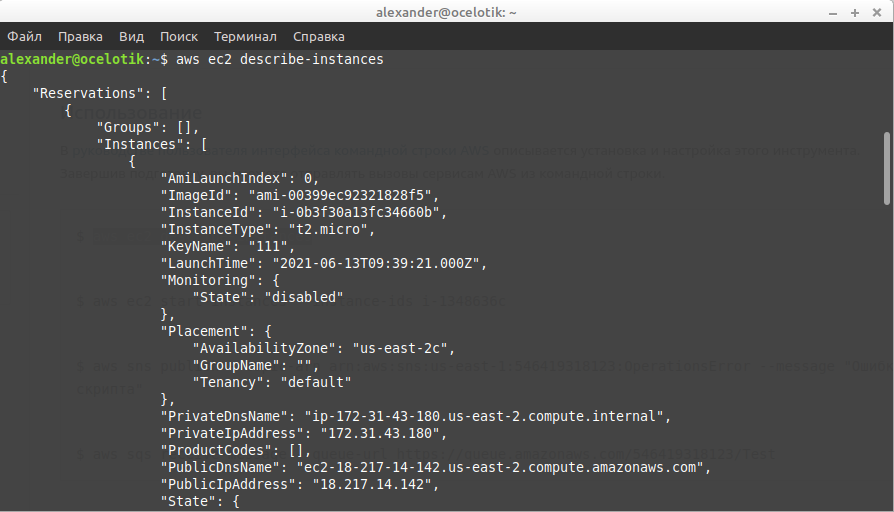 alexander@ocelotik: ~
Файл Правка Вид Поиск Терминал Справка
alexander@ocelotik:~$ aws ec2 describe-instances
{
    "Reservations": [
        {
            "Groups": [],
            "Instances": [
                {
                    "AmiLaunchIndex": 0,
                    "ImageId": "ami-00399ec92321828f5",
                    "InstanceId": "i-0b3f30a13fc34660b",
                    "InstanceType": "t2.micro",
                    "KeyName": "111",
                    "LaunchTime": "2021-06-13T09:39:21.000Z",
                    "Monitoring": {
                        "State": "disabled"
                    },
                    "Placement": {
                        "AvailabilityZone": "us-east-2c",
                        "GroupName": "",
                        "Tenancy": "default"
                    },
                    "PrivateDnsName": "ip-172-31-43-180.us-east-2.compute.internal",
                    "PrivateIpAddress": "172.31.43.180",
                    "ProductCodes": [],
                    "PublicDnsName": "ec2-18-217-14-142.us-east-2.compute.amazonaws.com",
                    "PublicIpAddress": "18.217.14.142",
                    "State": {